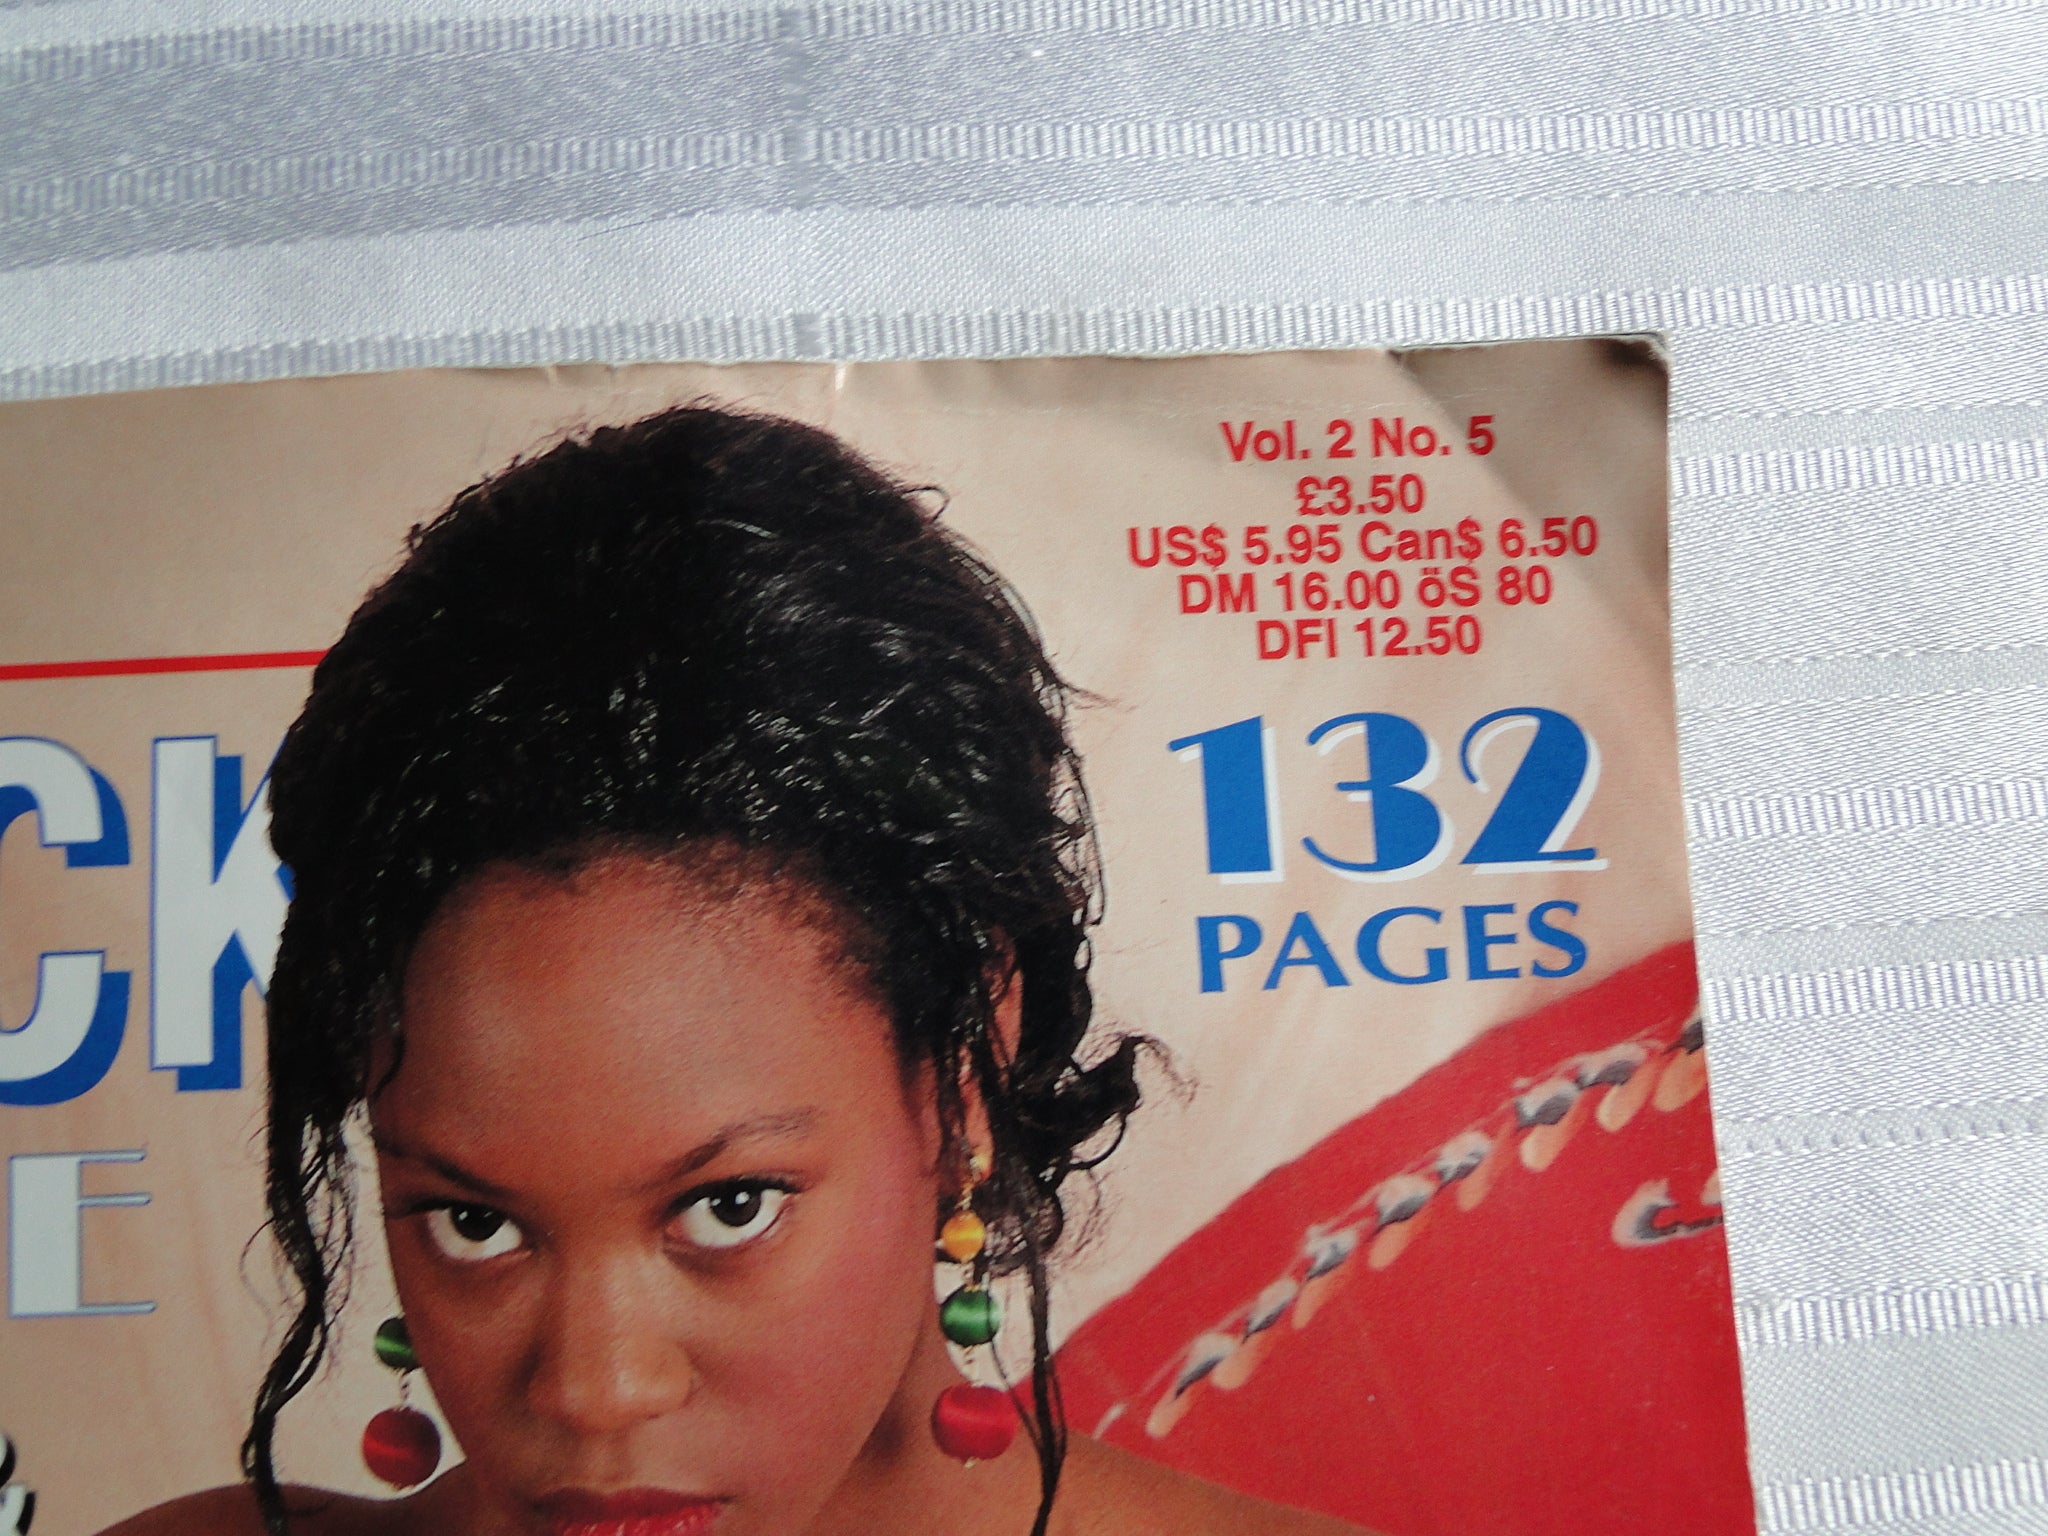 Vol. 2 No. 5
£3.50
US$ 5.95 Can$ 6.50
DM 16.00 öS 80
DFl 12.50
132
PAGES
CK
E